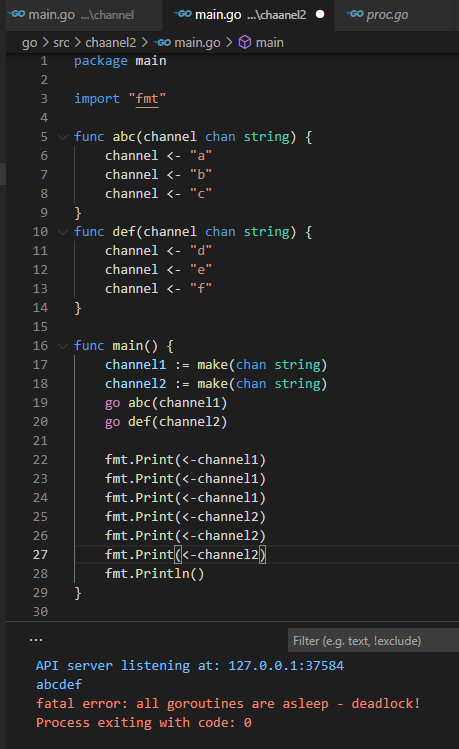 main.go ...\channel
main.go ...\chaanel2
proc.go
go > src > chaanel2 > main.go > main
1 package main
2
3 import "fmt"
4
5 func abc(channel chan string) {
6 channel <- "a"
7 channel <- "b"
8 channel <- "c"
9 }
10 func def(channel chan string) {
11 channel <- "d"
12 channel <- "e"
13 channel <- "f"
14 }
15
16 func main() {
17 channel1 := make(chan string)
18 channel2 := make(chan string)
19 go abc(channel1)
20 go def(channel2)
21
22 fmt.Print(<-channel1)
23 fmt.Print(<-channel1)
24 fmt.Print(<-channel1)
25 fmt.Print(<-channel2)
26 fmt.Print(<-channel2)
27 fmt.Print(<-channel2)
28 fmt.Println()
29 }
30
... Filter (e.g. text, !exclude)
API server listening at: 127.0.0.1:37584
abcdef
fatal error: all goroutines are asleep - deadlock!
Process exiting with code: 0